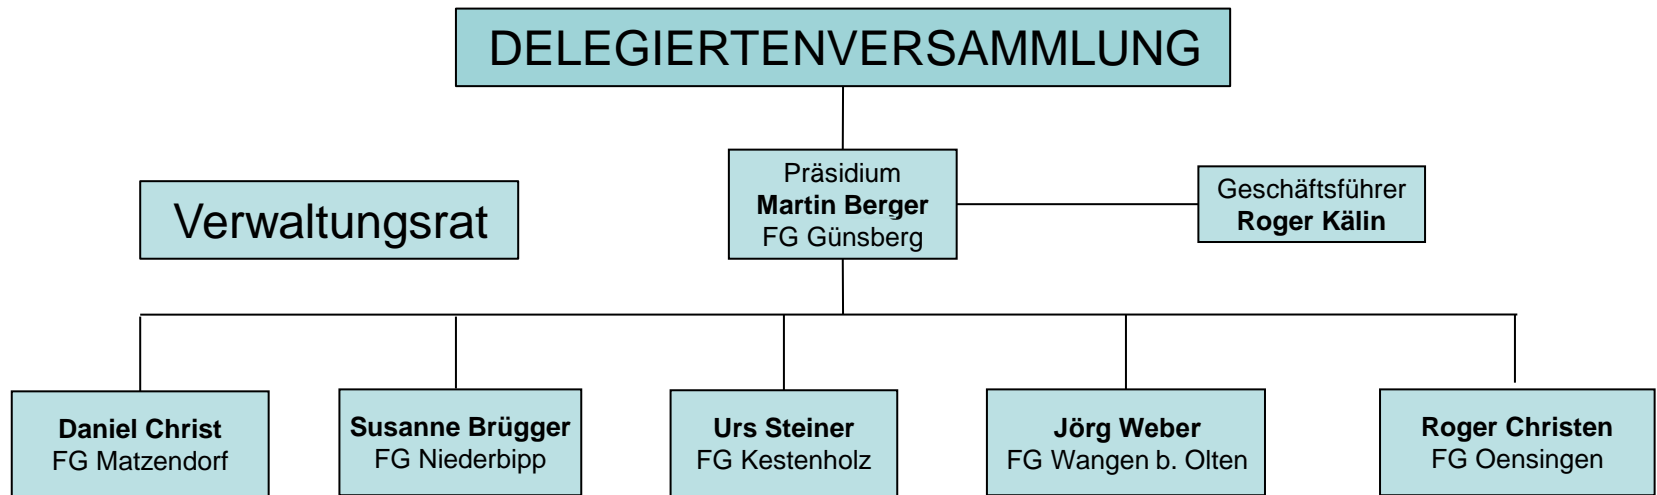 DELEGIERTENVERSAMMLUNG
Präsidium
Martin Berger
FG Günsberg
Verwaltungsrat
Geschäftsführer
Roger Kälin
Daniel Christ
FG Matzendorf
Susanne Brügger
FG Niederbipp
Urs Steiner
FG Kestenholz
Jörg Weber
FG Wangen b. Olten
Roger Christen
FG Oensingen